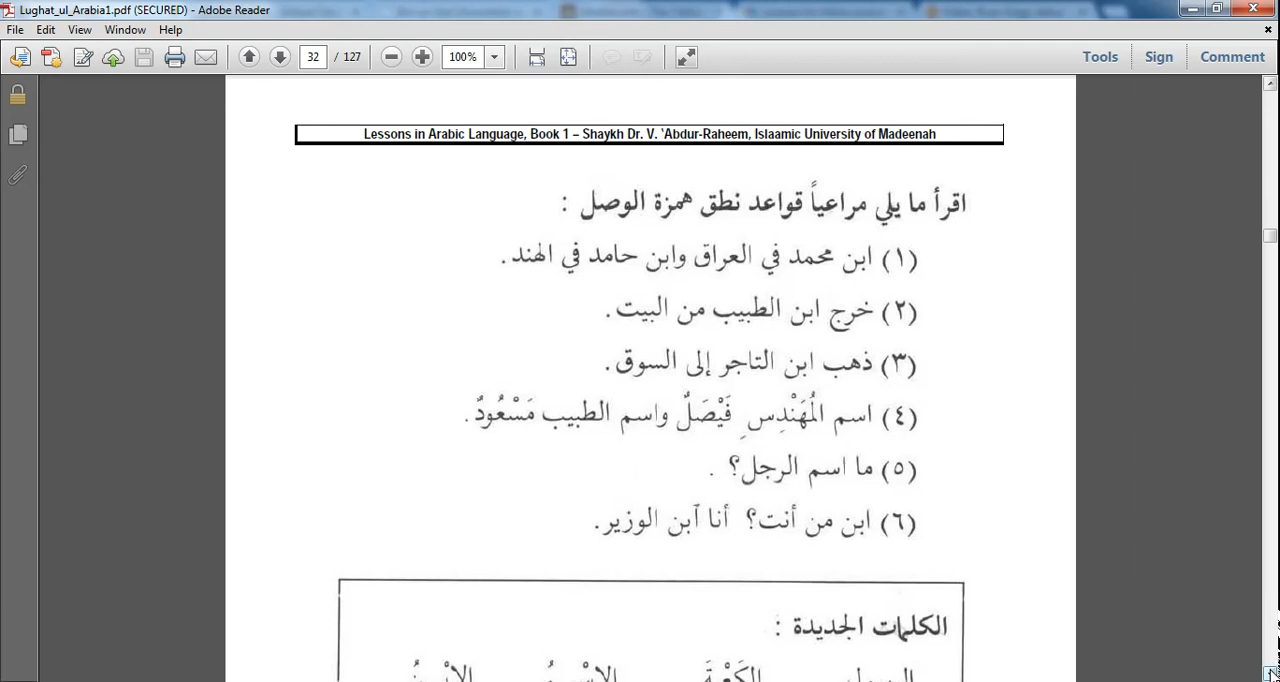 Lughat_ul_Arabia1.pdf (SECURED) - Adobe Reader
File Edit View Window Help
32 / 127 100% Tools Sign Comment
Lessons in Arabic Language, Book 1 – Shaykh Dr. V. `Abdur-Raheem, Islaamic University of Madeenah
اقرأ ما يلي مراعياً قواعد نطق همزة الوصل :
(١) ابن محمد في العراق وابن حامد في الهند .
(٢) خرج ابن الطبيب من البيت .
(٣) ذهب ابن التاجر إلى السوق .
(٤) اسم المُهَنْدِسِ فَيْصَلٌ واسم الطبيب مَسْعُودٌ .
(٥) ما اسم الرجل؟ .
(٦) ابن من أنت؟ أنا ٱبن الوزير .
الكلمات الجديدة :
الكَعْبَةَ